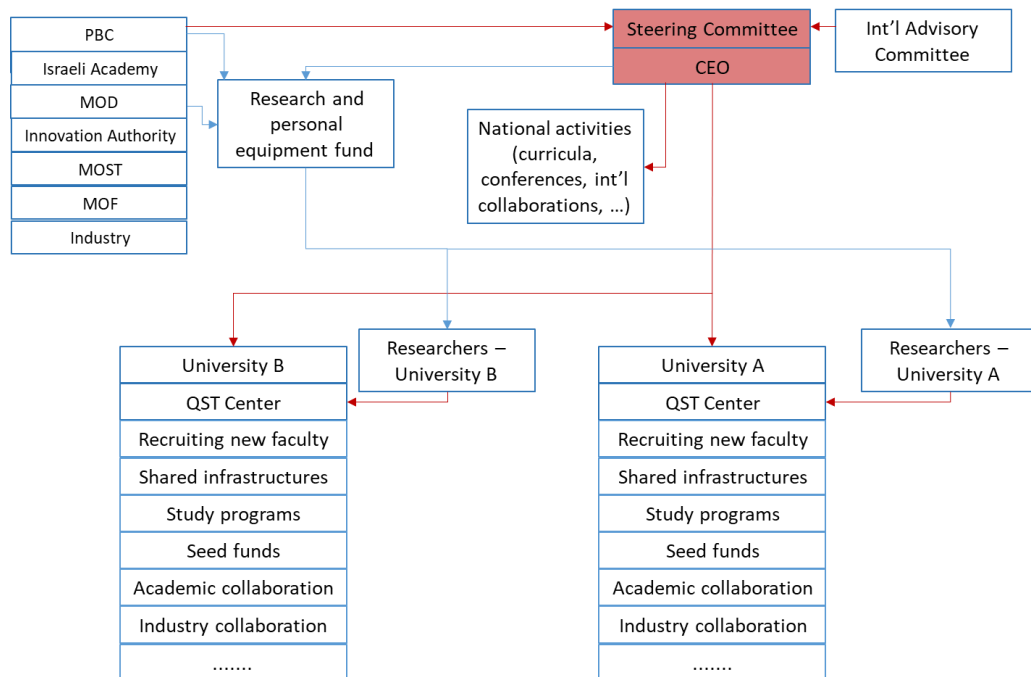 PBC
Israeli Academy
MOD
Innovation Authority
MOST
MOF
Industry
Research and
personal
equipment fund
Steering Committee
CEO
Int’l Advisory
Committee
National activities
(curricula,
conferences, int’l
collaborations, …)
University B
QST Center
Recruiting new faculty
Shared infrastructures
Study programs
Seed funds
Academic collaboration
Industry collaboration
.......
Researchers –
University B
University A
QST Center
Recruiting new faculty
Shared infrastructures
Study programs
Seed funds
Academic collaboration
Industry collaboration
.......
Researchers –
University A